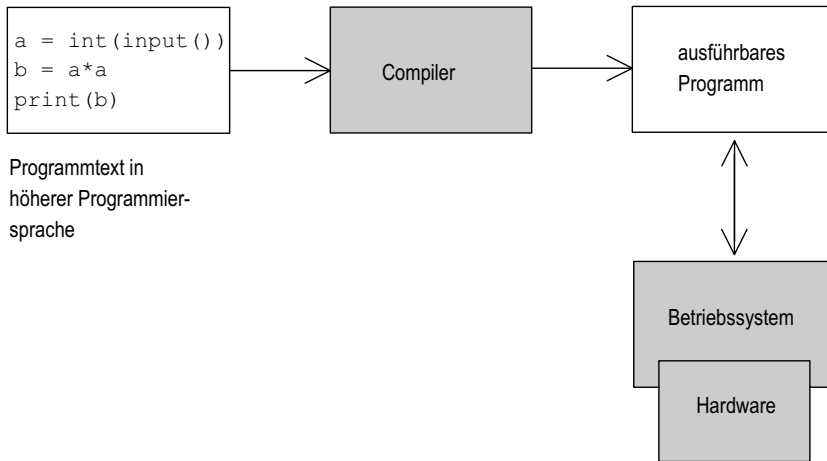 a = int(input())
b = a*a
print(b)
Compiler
ausführbares
Programm
Programmtext in
höherer Programmier-
sprache
Betriebssystem
Hardware